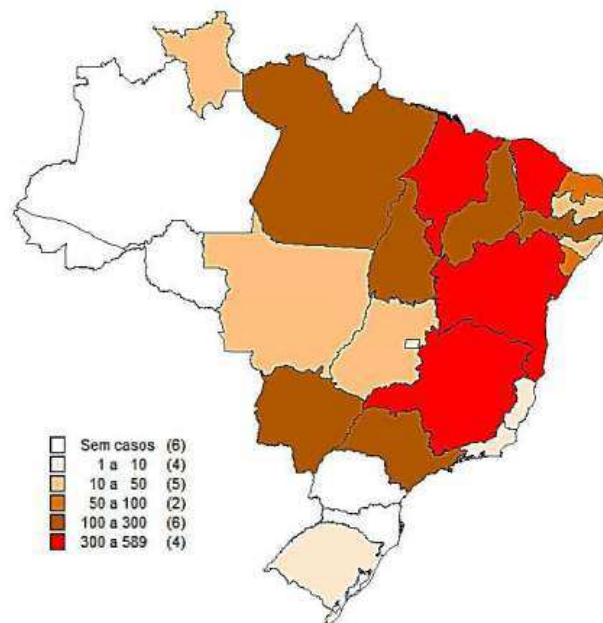 Sem casos (6)
1 a 10 (4)
10 a 50 (5)
50 a 100 (2)
100 a 300 (6)
300 a 589 (4)